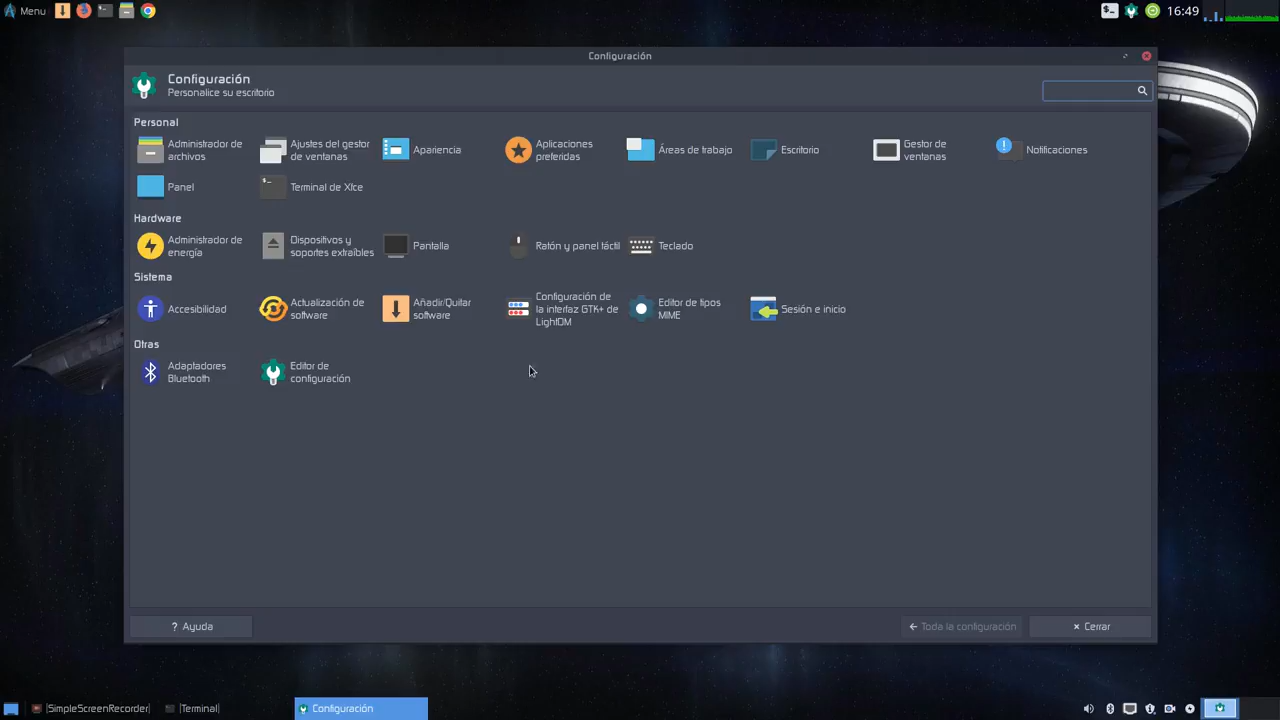 Menu
16:49
Configuración
Configuración
Personalice su escritorio
Personal
Administrador de
archivos
Ajustes del gestor
de ventanas
Apariencia
Aplicaciones
preferidas
Áreas de trabajo
Escritorio
Gestor de
ventanas
Notificaciones
Panel
Terminal de Xfce
Hardware
Administrador de
energía
Dispositivos y
soportes extraíbles
Pantalla
Ratón y panel táctil
Teclado
Sistema
Accesibilidad
Actualización de
software
Añadir/Quitar
software
Configuración de
la interfaz GTK+ de
LightDM
Editor de tipos
MIME
Sesión e inicio
Otras
Adaptadores
Bluetooth
Editor de
configuración
? Ayuda
Toda la configuración
Cerrar
[SimpleScreenRecorder]
[Terminal]
Configuración